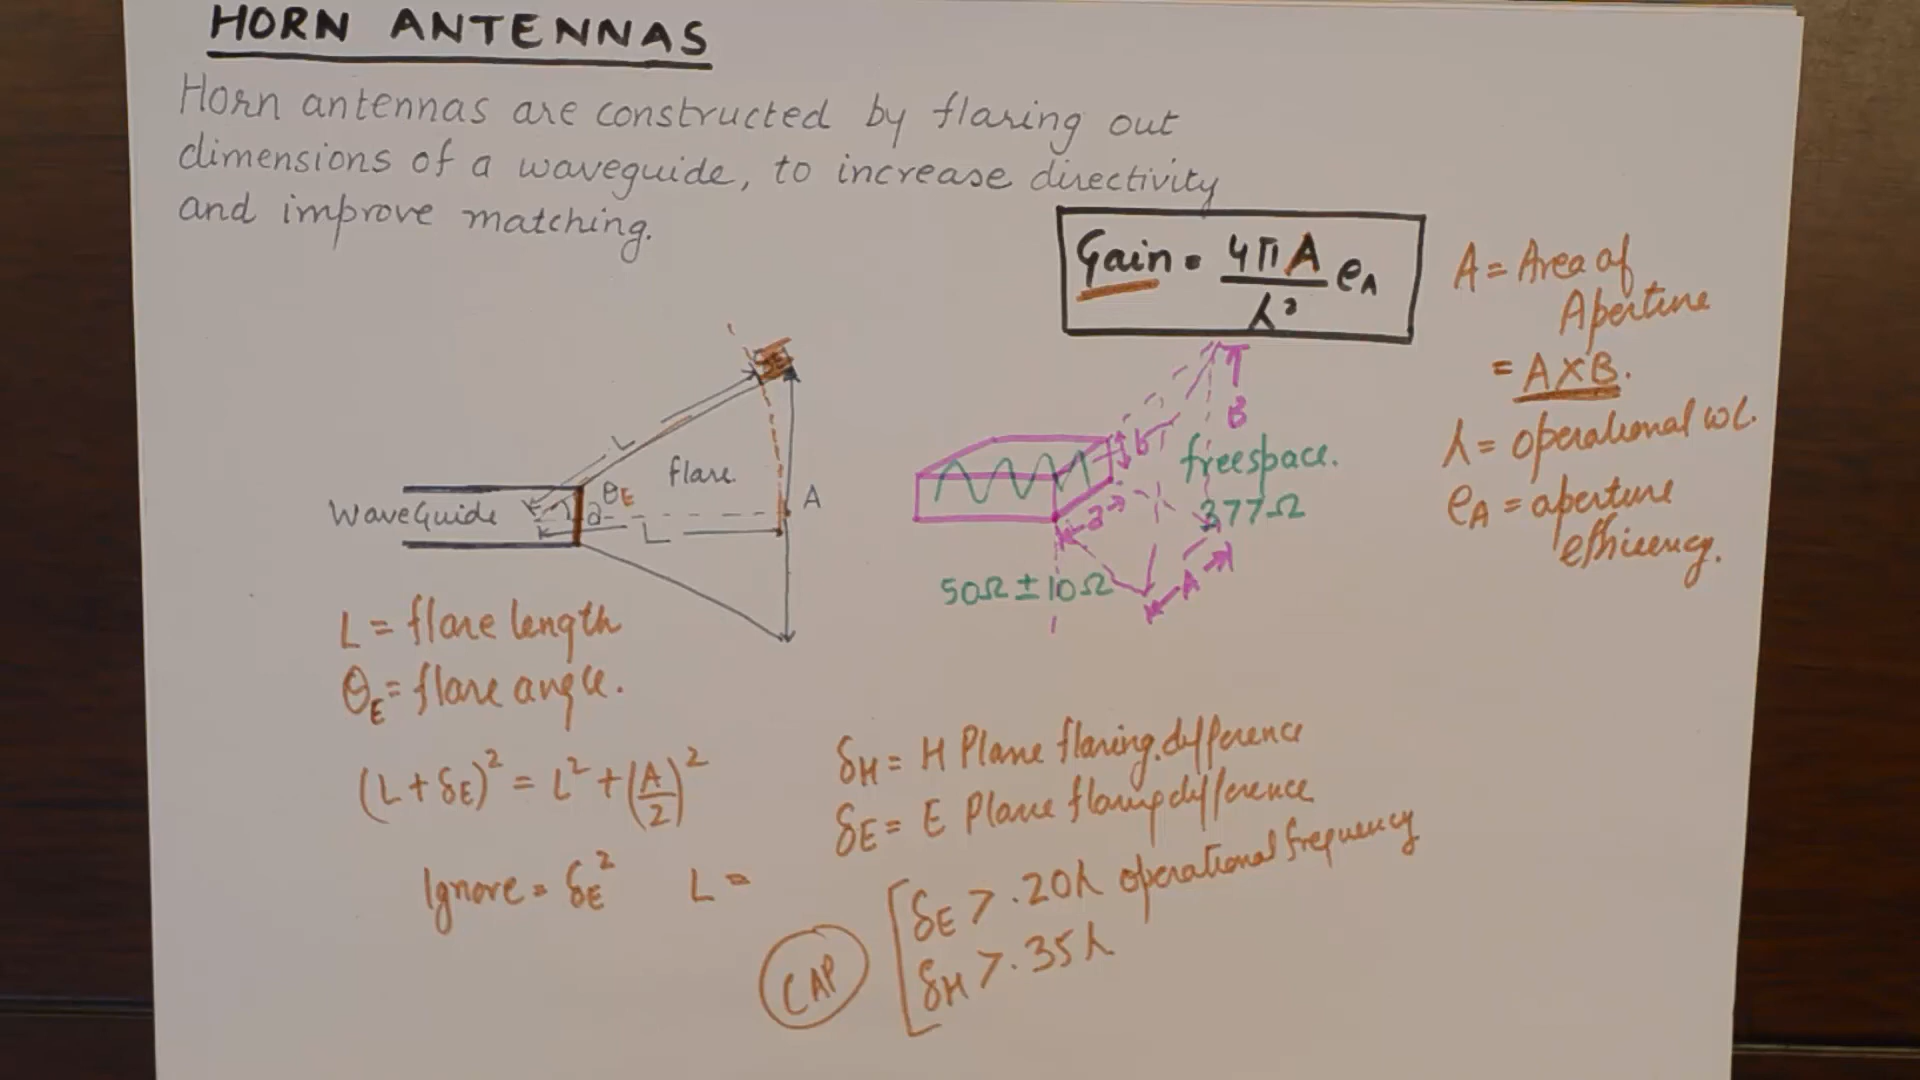 HORN ANTENNAS
Horn antennas are constructed by flaring out
dimensions of a waveguide, to increase directivity
and improve matching.
Gain = 4πA/λ² eA
A = Area of
Aperture
= A×B.
λ = operational wl.
eA = aperture
efficency.
δE
L
flare
θE
Waveguide
a
A
L
b
B
freespace.
377Ω
a
A
50Ω ± 10Ω
L = flare length
θE = flare angle.
(L + δE)² = L² + (A/2)²
Ignore = δE² L =
δH = H Plane flaring difference
δE = E Plane flaring difference
CAP
δE > .20λ operational frequency
δH > .35λ